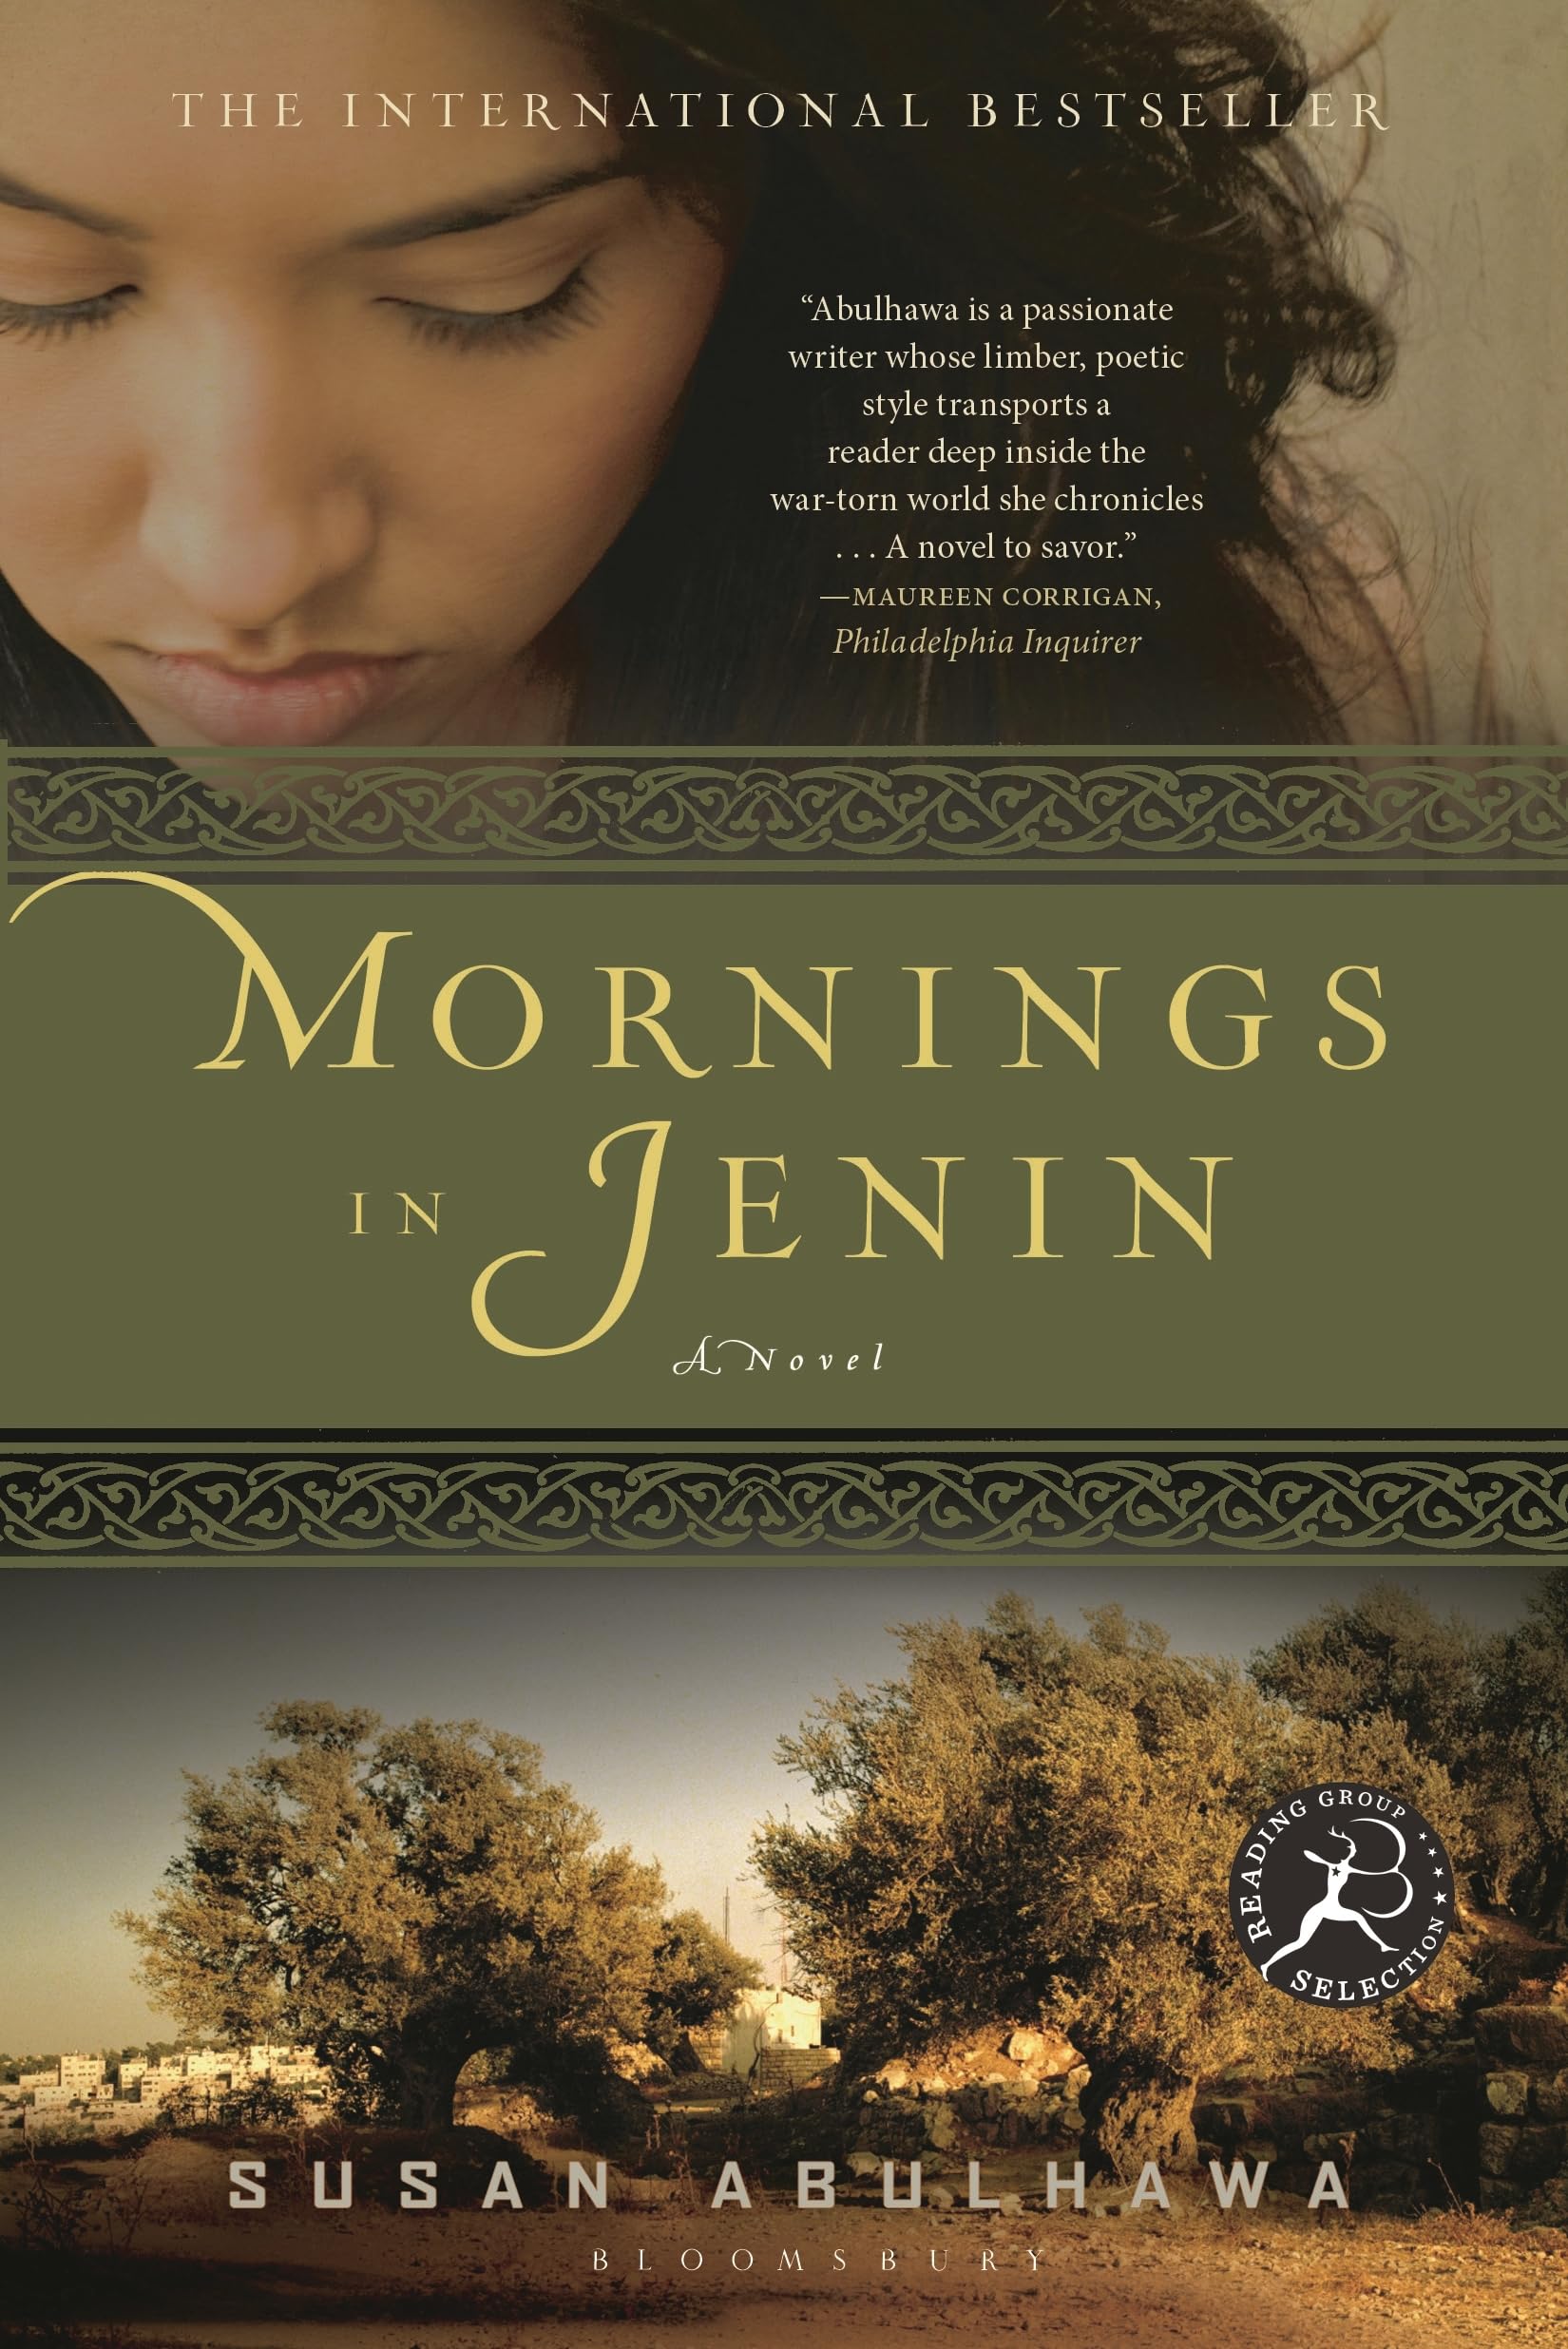 THE INTERNATIONAL BESTSELLER
“Abulhawa is a passionate
writer whose limber, poetic
style transports a
reader deep inside the
war-torn world she chronicles
. . . A novel to savor.”
—MAUREEN CORRIGAN,
Philadelphia Inquirer
MORNINGS
IN JENIN
A Novel
READING GROUP
SELECTION
SUSAN ABULHAWA
BLOOMSBURY